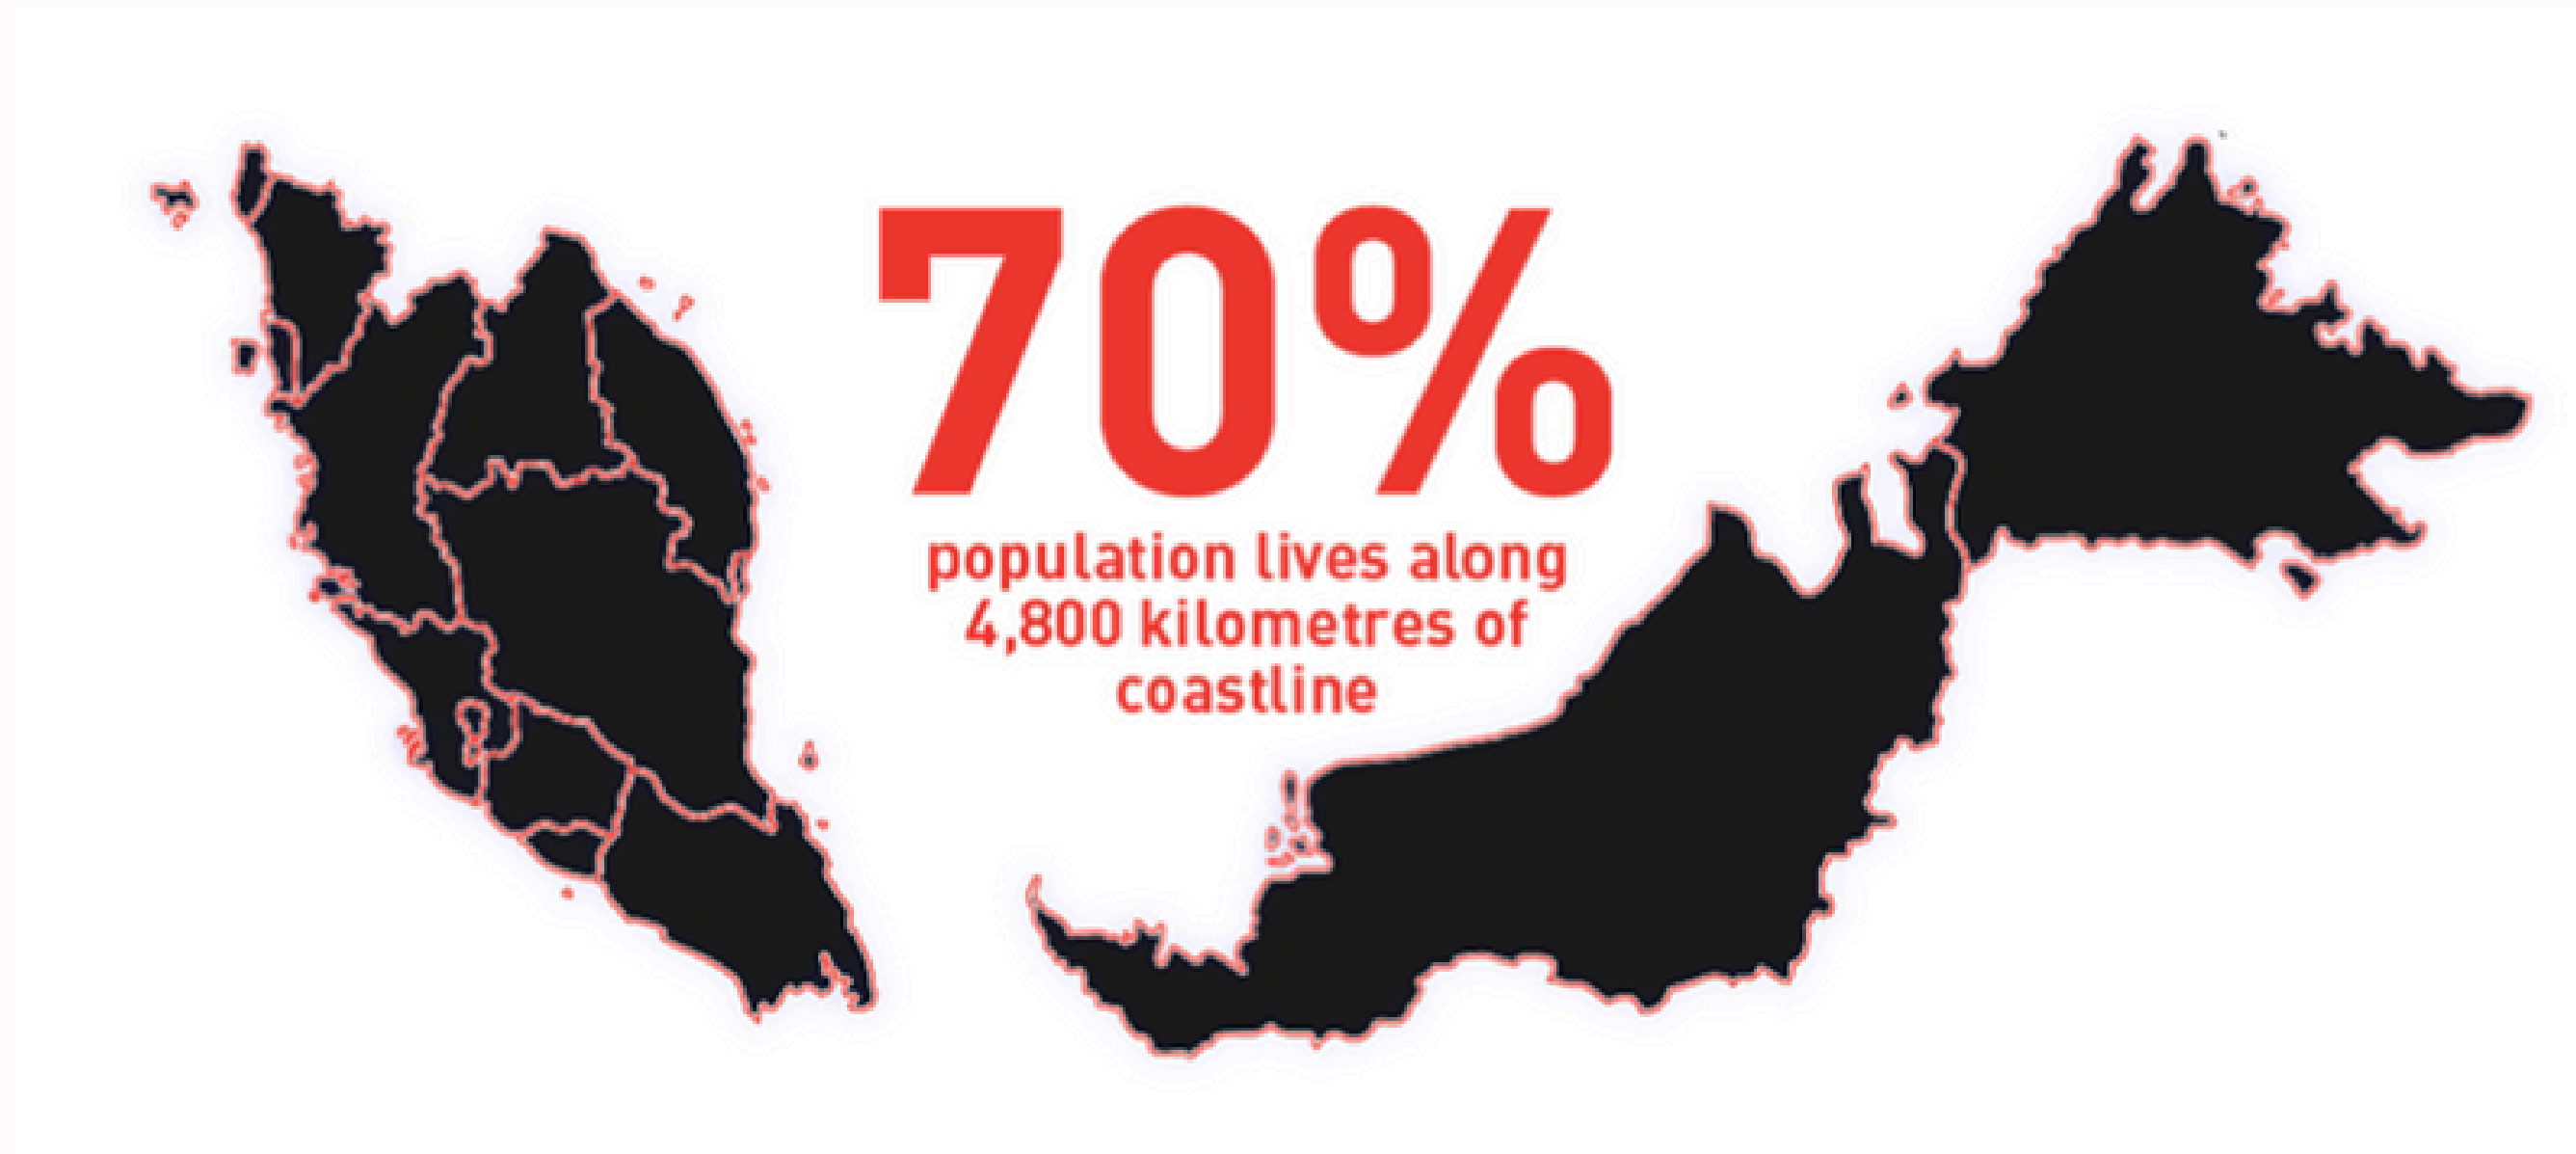 70%
population lives along
4,800 kilometres of
coastline